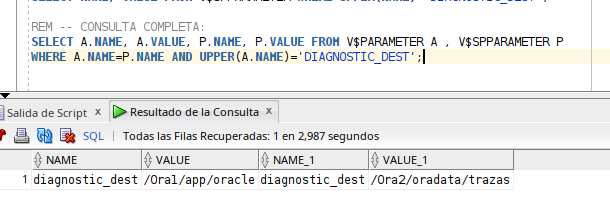 REM -- CONSULTA COMPLETA:
SELECT A.NAME, A.VALUE, P.NAME, P.VALUE FROM V$PARAMETER A , V$SPPARAMETER P
WHERE A.NAME=P.NAME AND UPPER(A.NAME)='DIAGNOSTIC_DEST';
Salida de Script x Resultado de la Consulta x
SQL | Todas las Filas Recuperadas: 1 en 2,987 segundos
NAME VALUE NAME_1 VALUE_1
1 diagnostic_dest /Ora1/app/oracle diagnostic_dest /Ora2/oradata/trazas